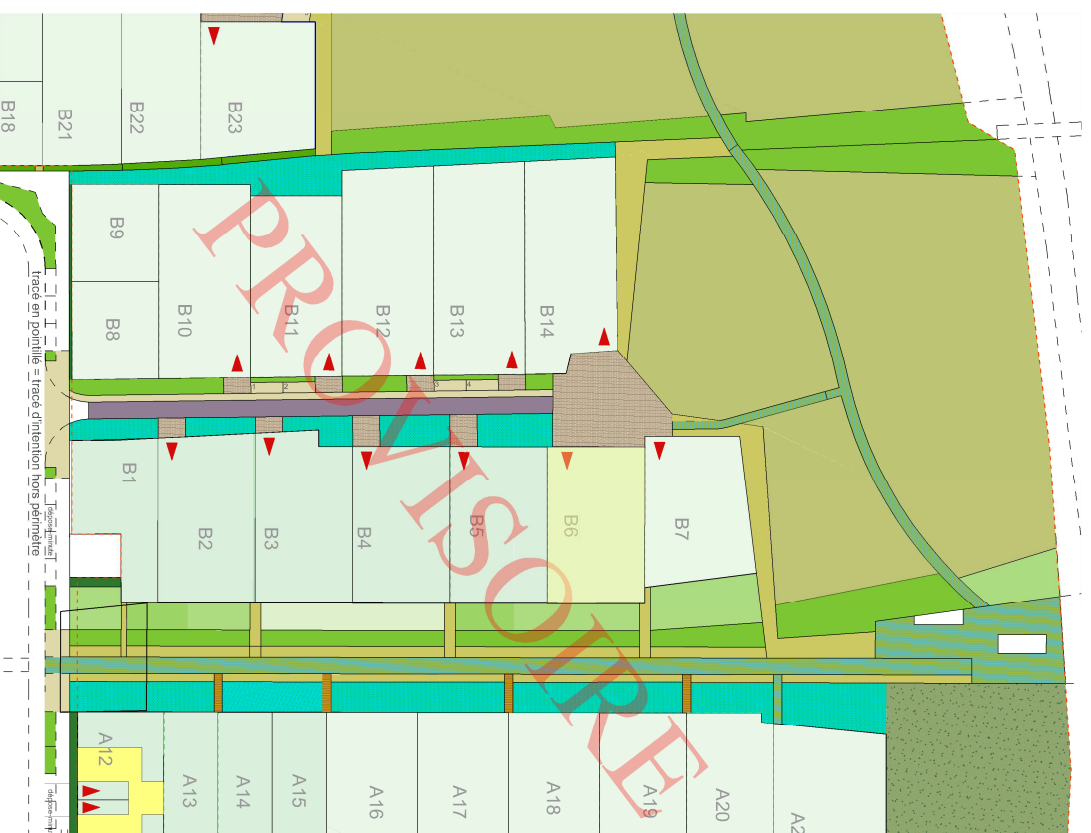 B18
B21
B22
B23
B9
B8
B10
B11
B12
B13
B14
1
2
3
4
PROVISOIRE
tracé en pointillé = tracé d'intention hors périmètre
dépose-minute
B1
B2
B3
B4
B5
B6
B7
A12
A13
A14
A15
A16
A17
A18
A19
A20